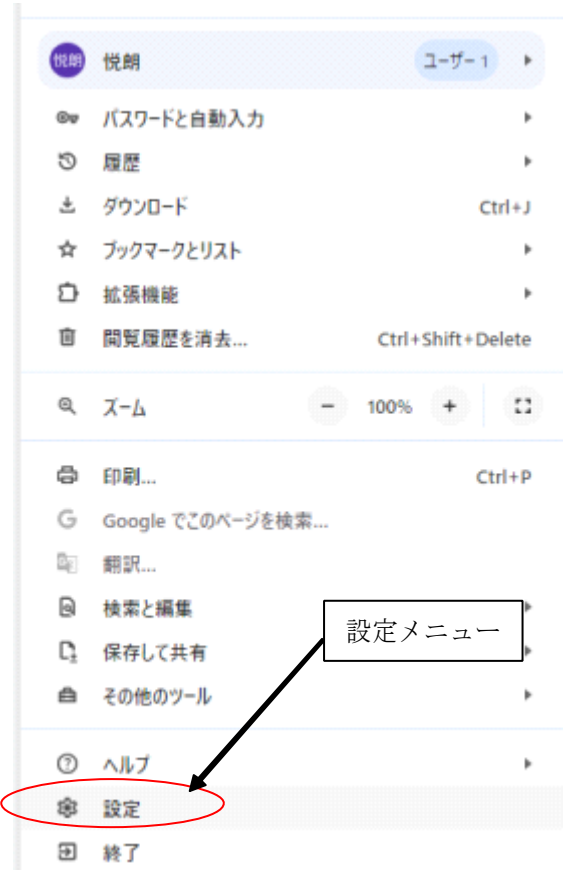 悦朗 悦朗 ユーザー 1
パスワードと自動入力
履歴
ダウンロード Ctrl+J
ブックマークとリスト
拡張機能
閲覧履歴を消去... Ctrl+Shift+Delete
ズーム − 100% +
印刷... Ctrl+P
G Google でこのページを検索...
翻訳...
検索と編集
設定メニュー
保存して共有
その他のツール
ヘルプ
設定
終了